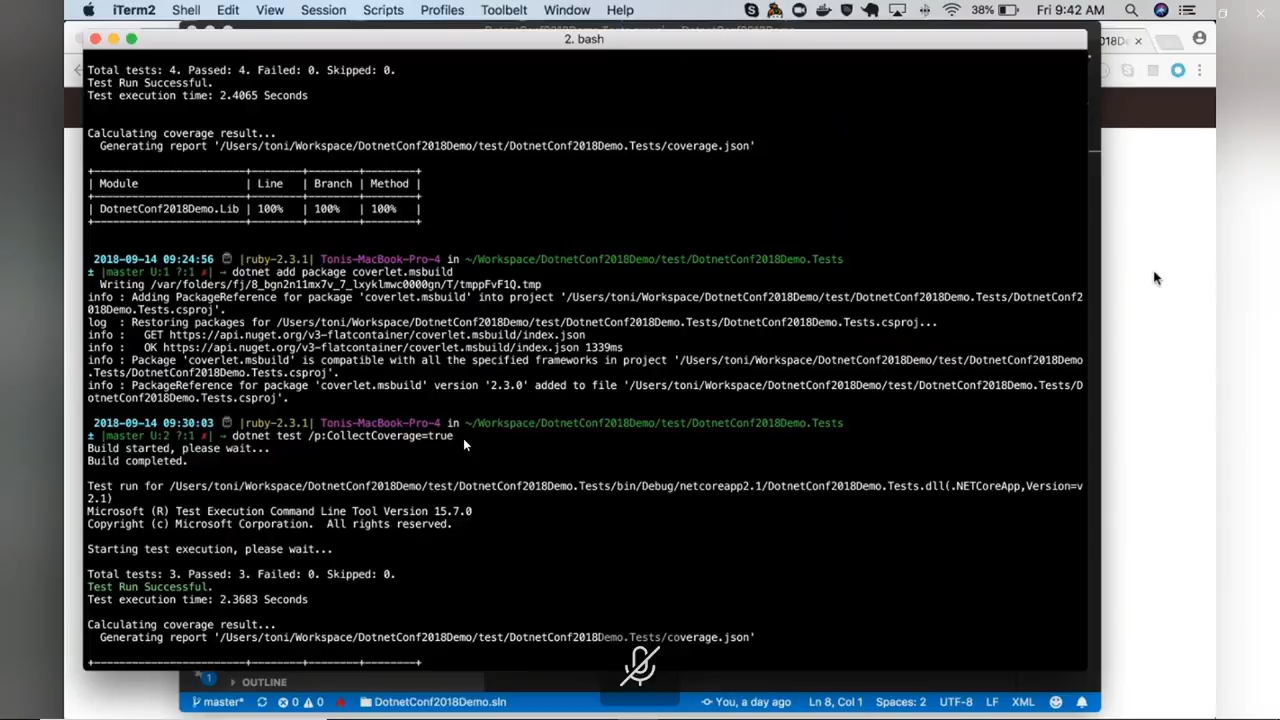 iTerm2 Shell Edit View Session Scripts Profiles Toolbelt Window Help 38% Fri 9:42 AM
2. bash
Total tests: 4. Passed: 4. Failed: 0. Skipped: 0.
Test Run Successful.
Test execution time: 2.4065 Seconds
Calculating coverage result...
Generating report '/Users/toni/Workspace/DotnetConf2018Demo/test/DotnetConf2018Demo.Tests/coverage.json'
+--------------------+--------+--------+--------+
| Module | Line | Branch | Method |
+--------------------+--------+--------+--------+
| DotnetConf2018Demo.Lib | 100% | 100% | 100% |
+--------------------+--------+--------+--------+
2018-09-14 09:24:56 |ruby-2.3.1| Tonis-MacBook-Pro-4 in ~/Workspace/DotnetConf2018Demo/test/DotnetConf2018Demo.Tests
± |master U:1 ?:1 ✗| → dotnet add package coverlet.msbuild
Writing /var/folders/fj/8_bgn2n11mx7v_7_lxyklmwc0000gn/T/tmppFvF1Q.tmp
info : Adding PackageReference for package 'coverlet.msbuild' into project '/Users/toni/Workspace/DotnetConf2018Demo/test/DotnetConf2018Demo.Tests/DotnetConf2
018Demo.Tests.csproj'.
log : Restoring packages for /Users/toni/Workspace/DotnetConf2018Demo/test/DotnetConf2018Demo.Tests/DotnetConf2018Demo.Tests.csproj...
info : GET https://api.nuget.org/v3-flatcontainer/coverlet.msbuild/index.json
info : OK https://api.nuget.org/v3-flatcontainer/coverlet.msbuild/index.json 1339ms
info : Package 'coverlet.msbuild' is compatible with all the specified frameworks in project '/Users/toni/Workspace/DotnetConf2018Demo/test/DotnetConf2018Demo
.Tests/DotnetConf2018Demo.Tests.csproj'.
info : PackageReference for package 'coverlet.msbuild' version '2.3.0' added to file '/Users/toni/Workspace/DotnetConf2018Demo/test/DotnetConf2018Demo.Tests/D
otnetConf2018Demo.Tests.csproj'.
2018-09-14 09:30:03 |ruby-2.3.1| Tonis-MacBook-Pro-4 in ~/Workspace/DotnetConf2018Demo/test/DotnetConf2018Demo.Tests
± |master U:2 ?:1 ✗| → dotnet test /p:CollectCoverage=true
Build started, please wait...
Build completed.
Test run for /Users/toni/Workspace/DotnetConf2018Demo/test/DotnetConf2018Demo.Tests/bin/Debug/netcoreapp2.1/DotnetConf2018Demo.Tests.dll(.NETCoreApp,Version=v
2.1)
Microsoft (R) Test Execution Command Line Tool Version 15.7.0
Copyright (c) Microsoft Corporation. All rights reserved.
Starting test execution, please wait...
Total tests: 3. Passed: 3. Failed: 0. Skipped: 0.
Test Run Successful.
Test execution time: 2.3683 Seconds
Calculating coverage result...
Generating report '/Users/toni/Workspace/DotnetConf2018Demo/test/DotnetConf2018Demo.Tests/coverage.json'
+--------------------+--------+--------+--------+
1 OUTLINE
master* 0 0 DotnetConf2018Demo.sln You, a day ago Ln 8, Col 1 Spaces: 2 UTF-8 LF XML